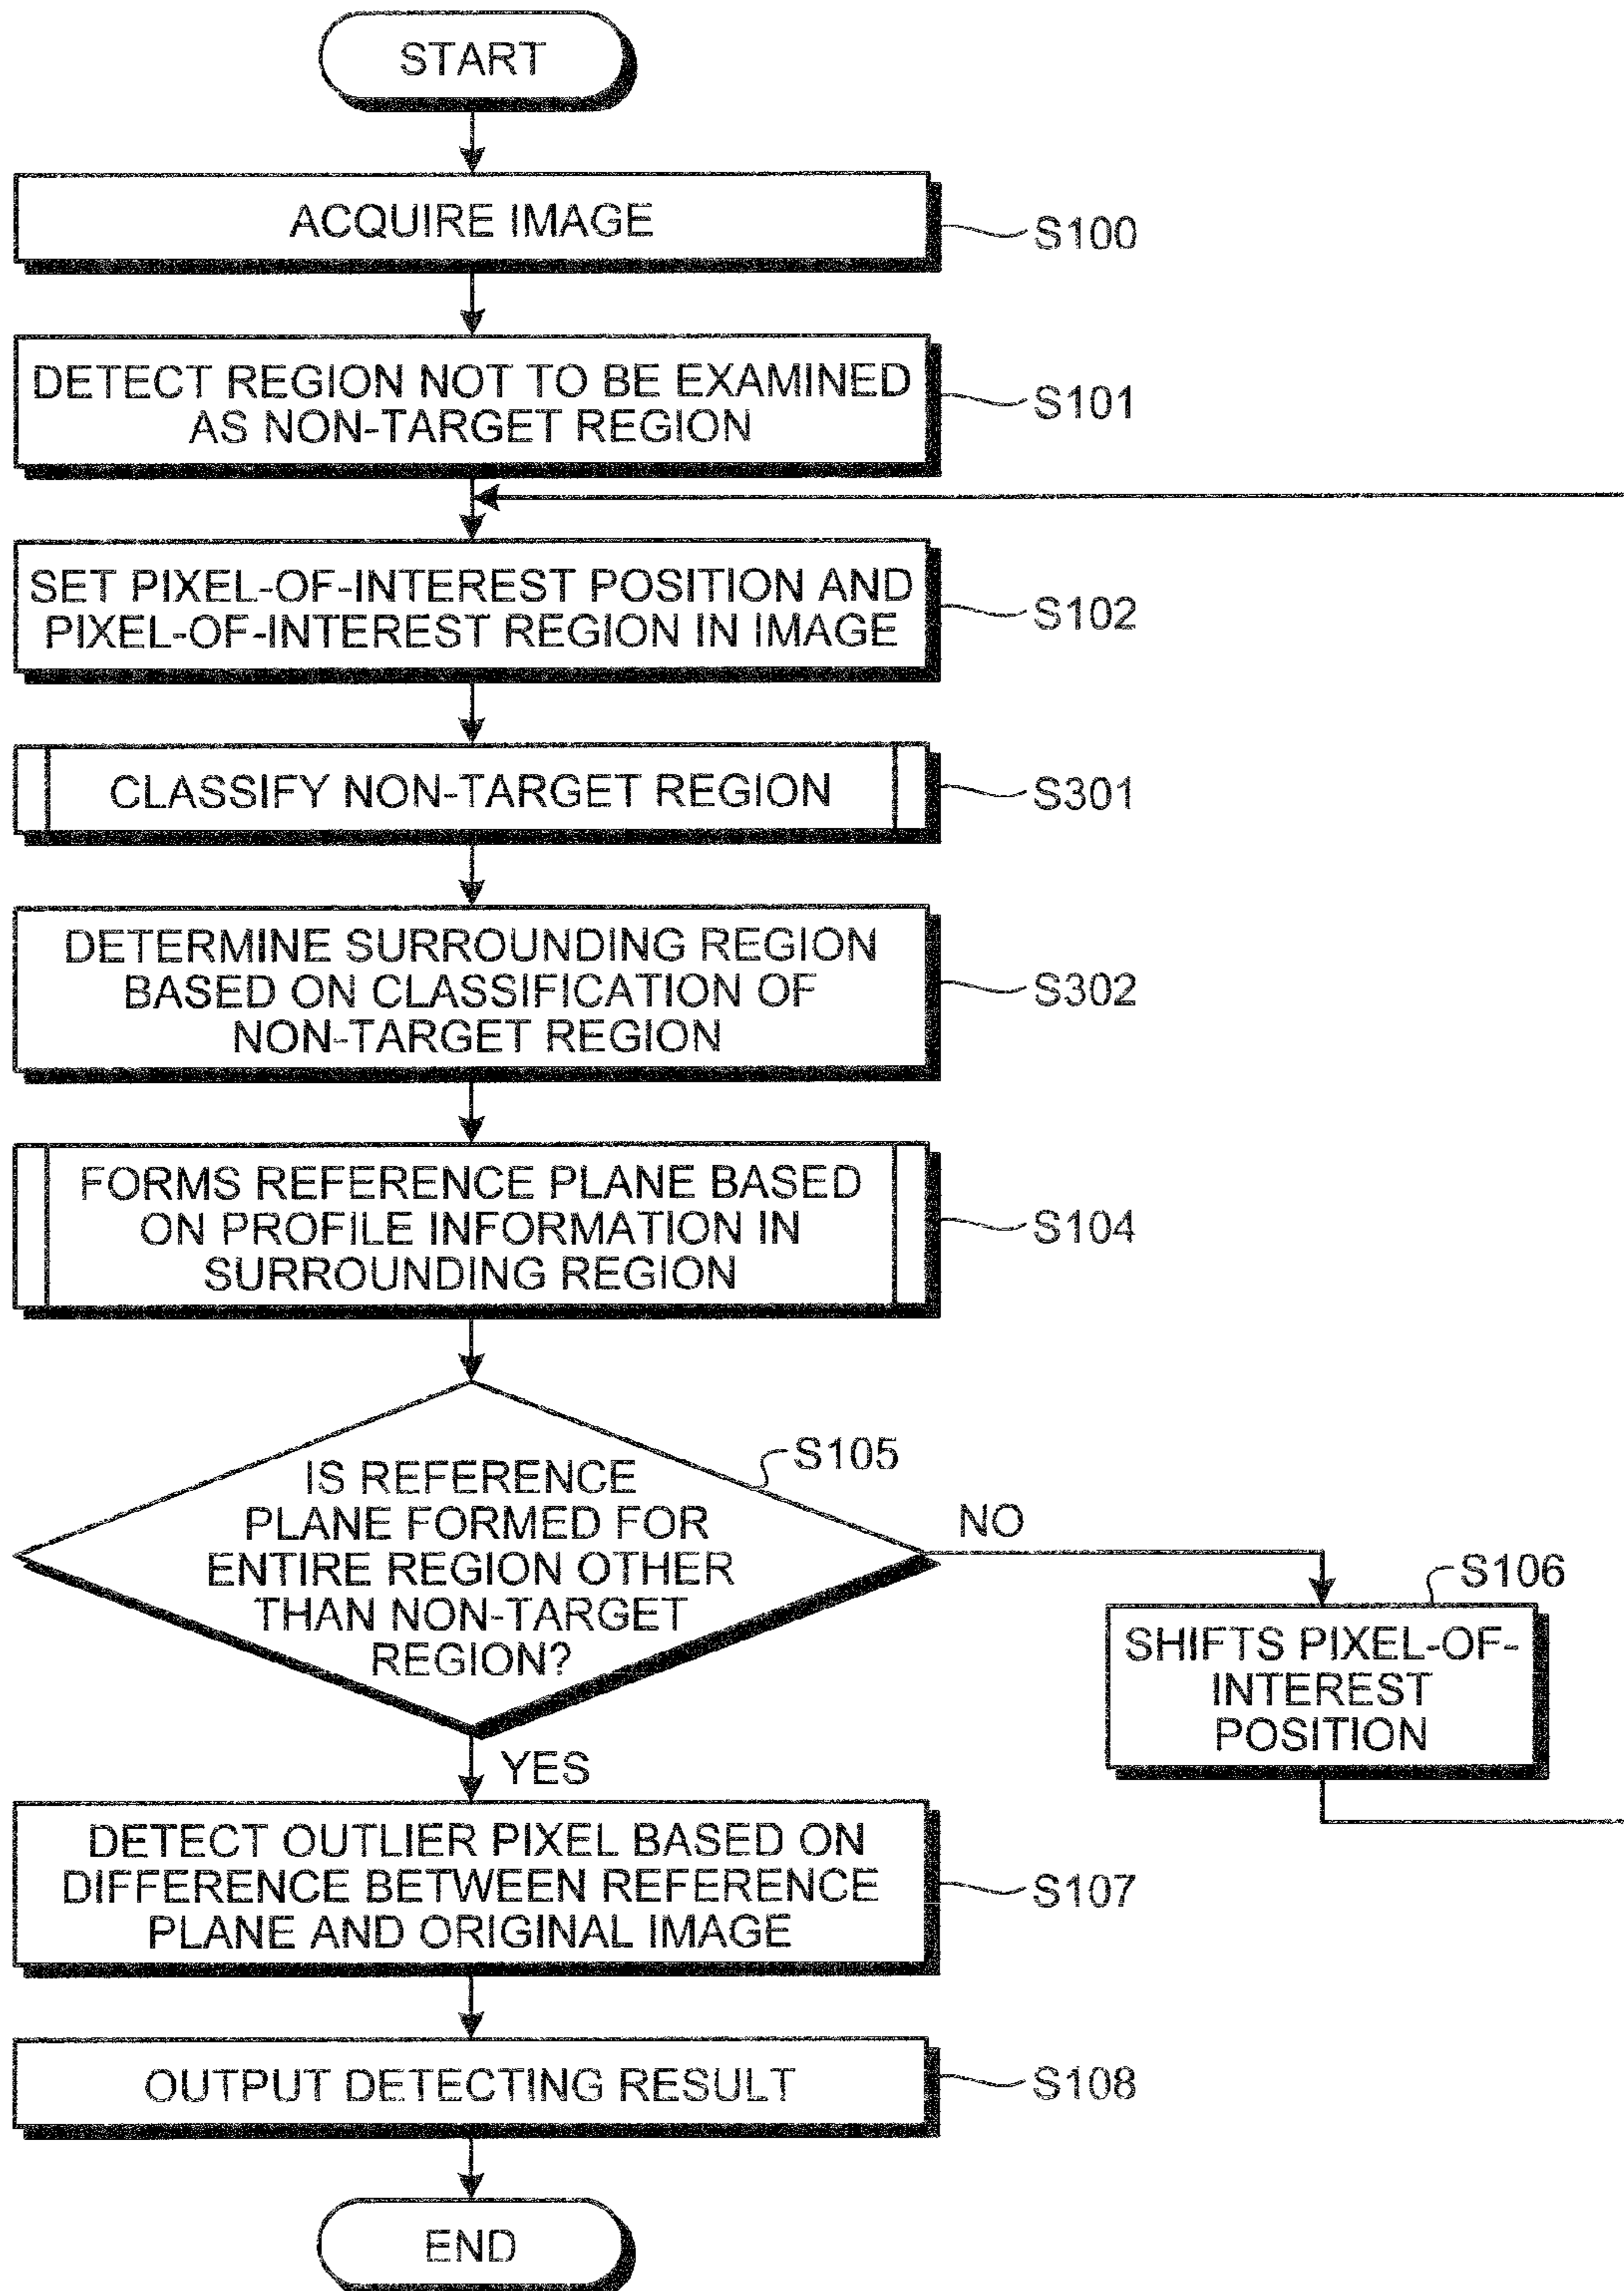 START
ACQUIRE IMAGE
S100
DETECT REGION NOT TO BE EXAMINED
AS NON-TARGET REGION
S101
SET PIXEL-OF-INTEREST POSITION AND
PIXEL-OF-INTEREST REGION IN IMAGE
S102
CLASSIFY NON-TARGET REGION
S301
DETERMINE SURROUNDING REGION
BASED ON CLASSIFICATION OF
NON-TARGET REGION
S302
FORMS REFERENCE PLANE BASED
ON PROFILE INFORMATION IN
SURROUNDING REGION
S104
IS REFERENCE
PLANE FORMED FOR
ENTIRE REGION OTHER
THAN NON-TARGET
REGION?
S105
NO
S106
SHIFTS PIXEL-OF-
INTEREST
POSITION
YES
DETECT OUTLIER PIXEL BASED ON
DIFFERENCE BETWEEN REFERENCE
PLANE AND ORIGINAL IMAGE
S107
OUTPUT DETECTING RESULT
S108
END